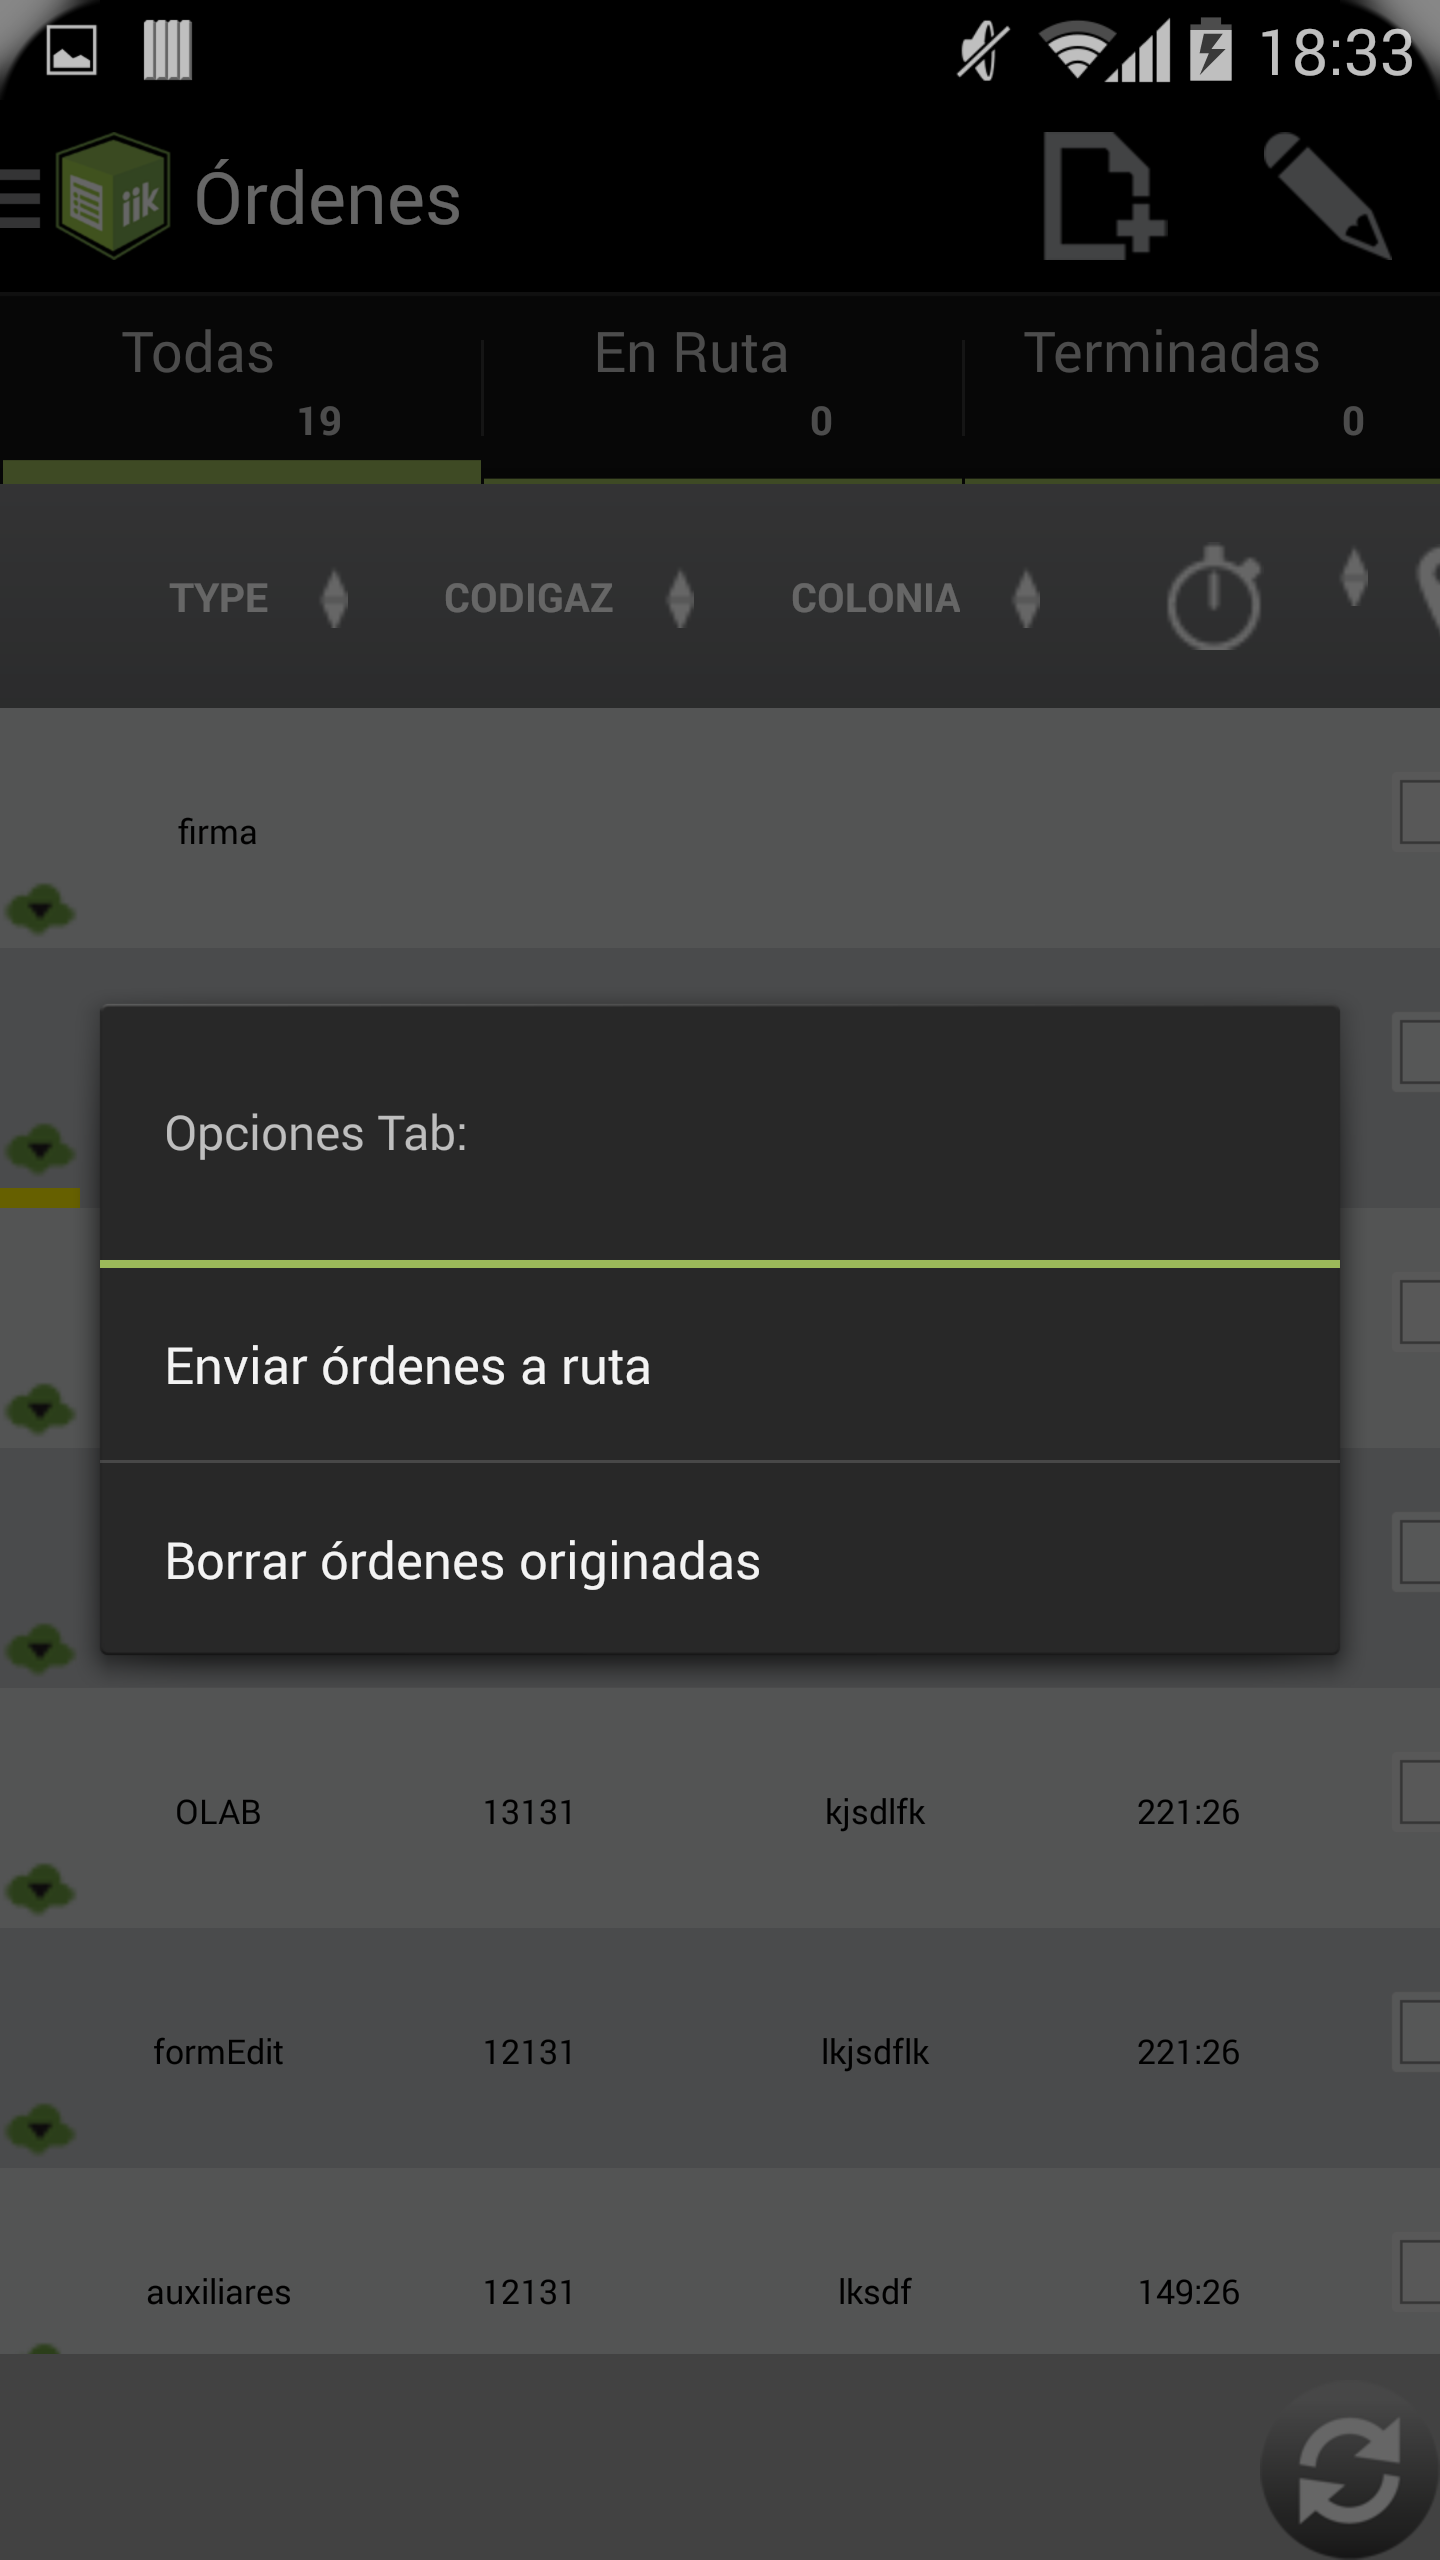 18:33
iik
Órdenes
Todas
19
En Ruta
0
Terminadas
0
TYPE
CODIGAZ
COLONIA
firma
Opciones Tab:
Enviar órdenes a ruta
Borrar órdenes originadas
OLAB 13131 kjsdlfk 221:26
formEdit 12131 lkjsdflk 221:26
auxiliares 12131 lksdf 149:26